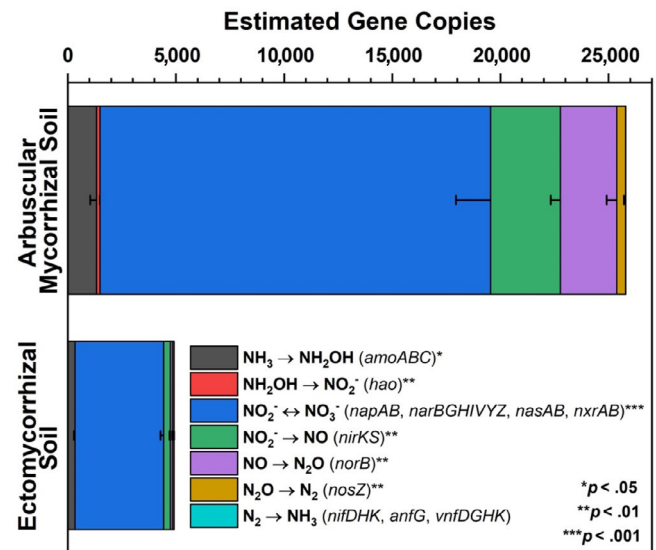 Estimated Gene Copies
0 5,000 10,000 15,000 20,000 25,000
Arbuscular
Mycorrhizal Soil
Ectomycorrhizal
Soil
NH₃ → NH₂OH (amoABC)*
NH₂OH → NO₂⁻ (hao)**
NO₂⁻ ↔ NO₃⁻ (napAB, narBGHIVYZ, nasAB, nxrAB)***
NO₂⁻ → NO (nirKS)**
NO → N₂O (norB)**
N₂O → N₂ (nosZ)**
N₂ → NH₃ (nifDHK, anfG, vnfDGHK)
*p < .05
**p < .01
***p < .001